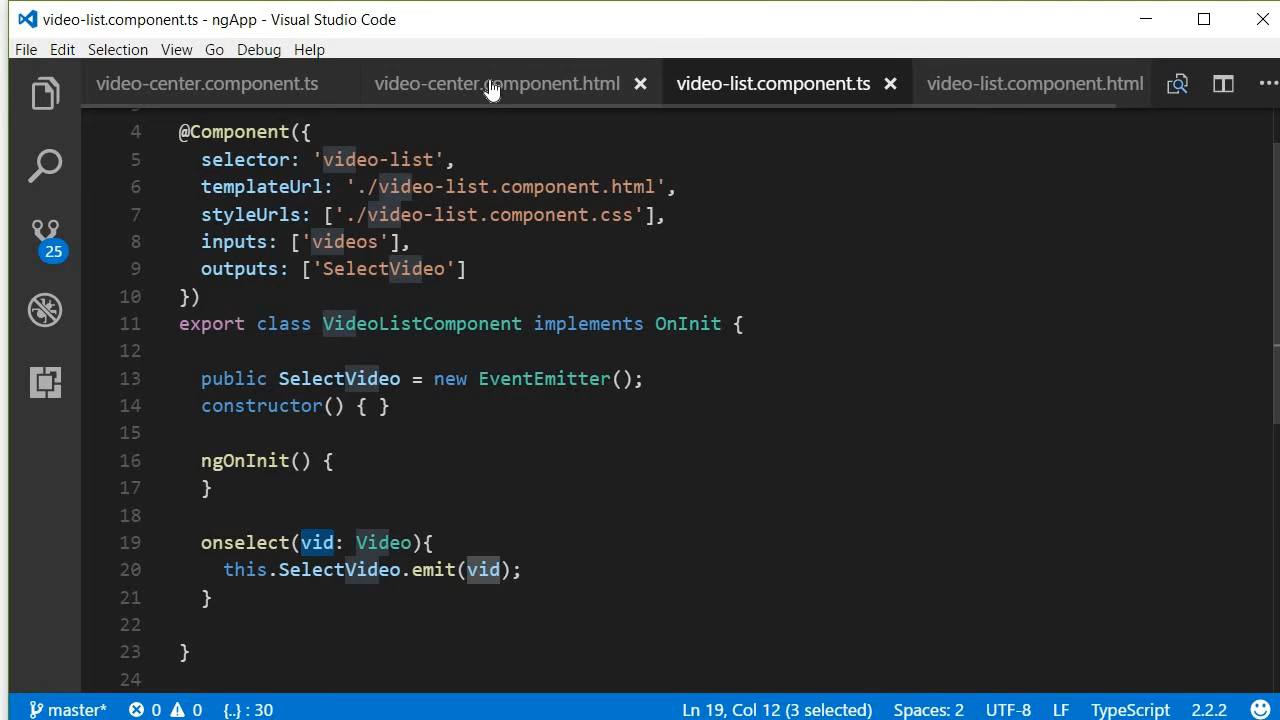 video-list.component.ts - ngApp - Visual Studio Code
File Edit Selection View Go Debug Help
video-center.component.ts video-center.component.html video-list.component.ts video-list.component.html
4 @Component({
5 selector: 'video-list',
6 templateUrl: './video-list.component.html',
7 styleUrls: ['./video-list.component.css'],
8 inputs: ['videos'],
9 outputs: ['SelectVideo']
10 })
11 export class VideoListComponent implements OnInit {
12
13 public SelectVideo = new EventEmitter();
14 constructor() { }
15
16 ngOnInit() {
17 }
18
19 onselect(vid: Video){
20 this.SelectVideo.emit(vid);
21 }
22
23 }
24
25
master* 0 0 {..} : 30 Ln 19, Col 12 (3 selected) Spaces: 2 UTF-8 LF TypeScript 2.2.2